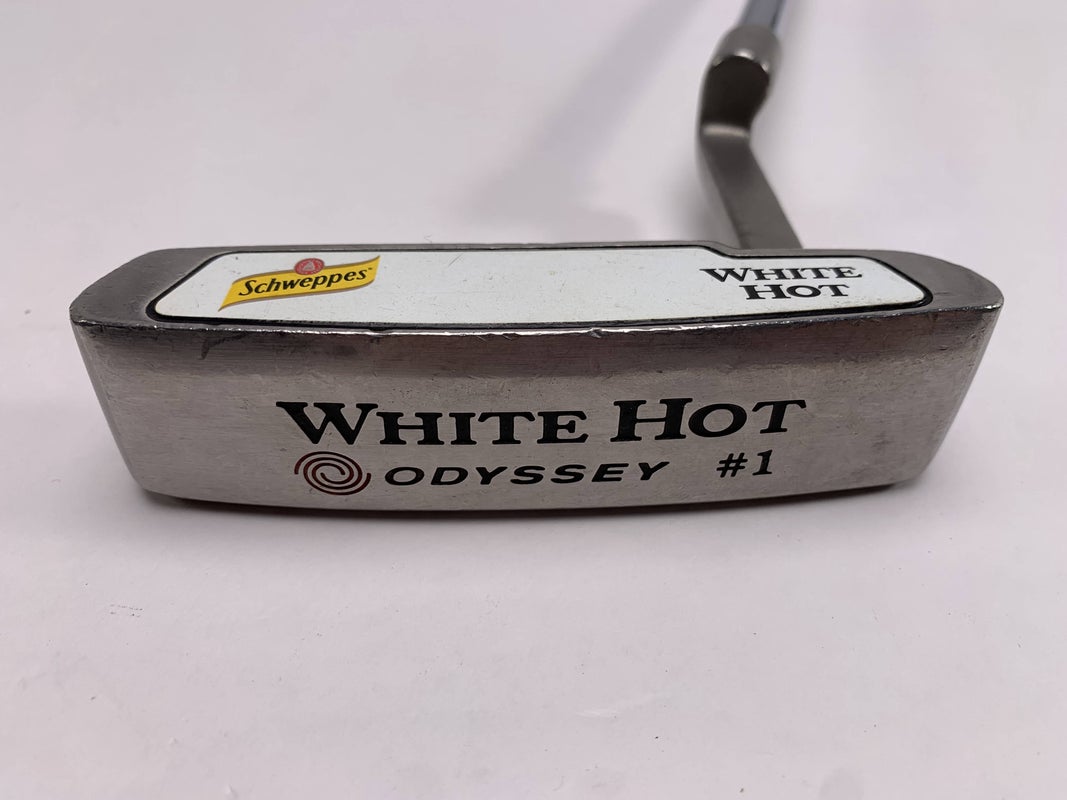 Schweppes
WHITE
HOT
WHITE HOT
ODYSSEY #1